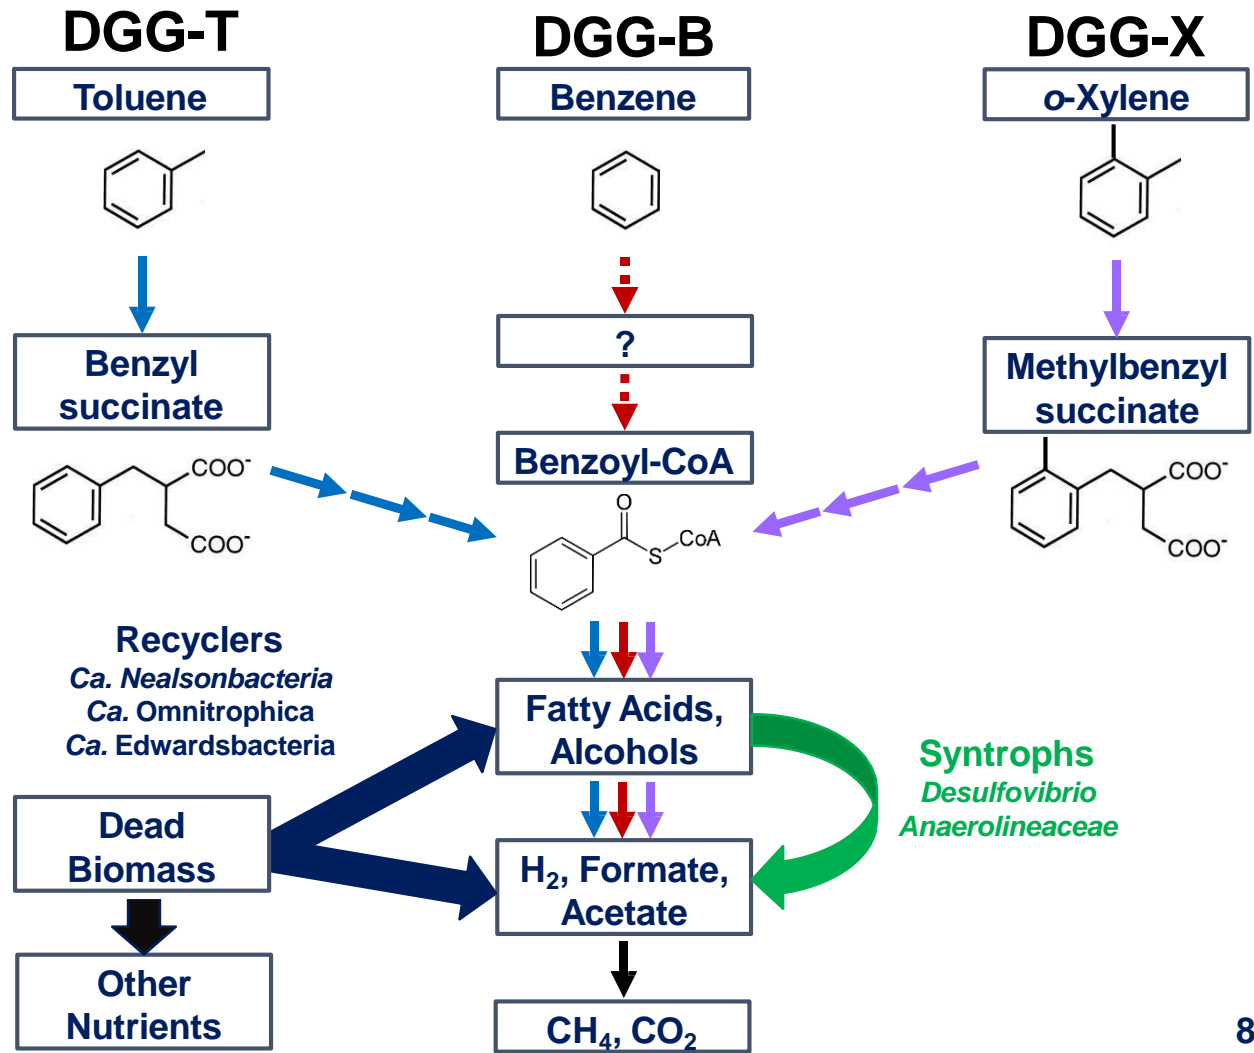 DGG-T
DGG-B
DGG-X
Toluene
Benzene
o-Xylene
Benzyl
succinate
?
Methylbenzyl
succinate
Benzoyl-CoA
COO⁻
COO⁻
O
S
CoA
COO⁻
COO⁻
Recyclers
Ca. Nealsonbacteria
Ca. Omnitrophica
Ca. Edwardsbacteria
Fatty Acids,
Alcohols
Syntrophs
Desulfovibrio
Anaerolineaceae
Dead
Biomass
H₂, Formate,
Acetate
Other
Nutrients
CH₄, CO₂
8